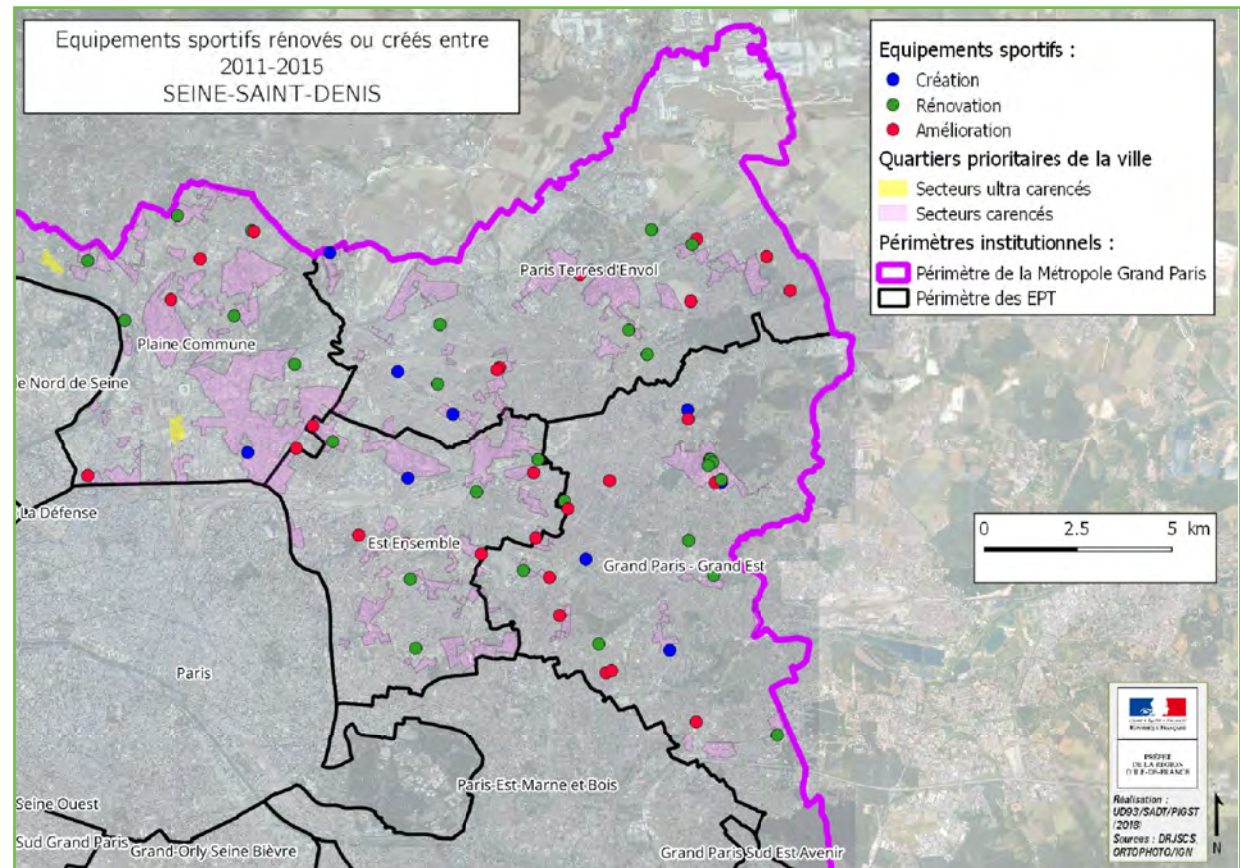 Equipements sportifs rénovés ou créés entre
2011-2015
SEINE-SAINT-DENIS
Equipements sportifs :
Création
Rénovation
Amélioration
Quartiers prioritaires de la ville
Secteurs ultra carencés
Secteurs carencés
Périmètres institutionnels :
Périmètre de la Métropole Grand Paris
Périmètre des EPT
Paris Terres d'Envol
Plaine Commune
le Nord de Seine
La Défense
Est Ensemble
Grand Paris - Grand Est
0 2.5 5 km
Paris
Paris-Est-Marne et Bois
Seine Ouest
Sud Grand Paris
Grand-Orly Seine Bièvre
Grand Paris Sud Est Avenir
RÉPUBLIQUE FRANÇAISE
PRÉFET
DE LA RÉGION
D'ILE-DE-FRANCE
Réalisation :
UD93/SADT/PIGST
(2018)
Sources : DRJSCS,
ORTOPHOTO/IGN
N